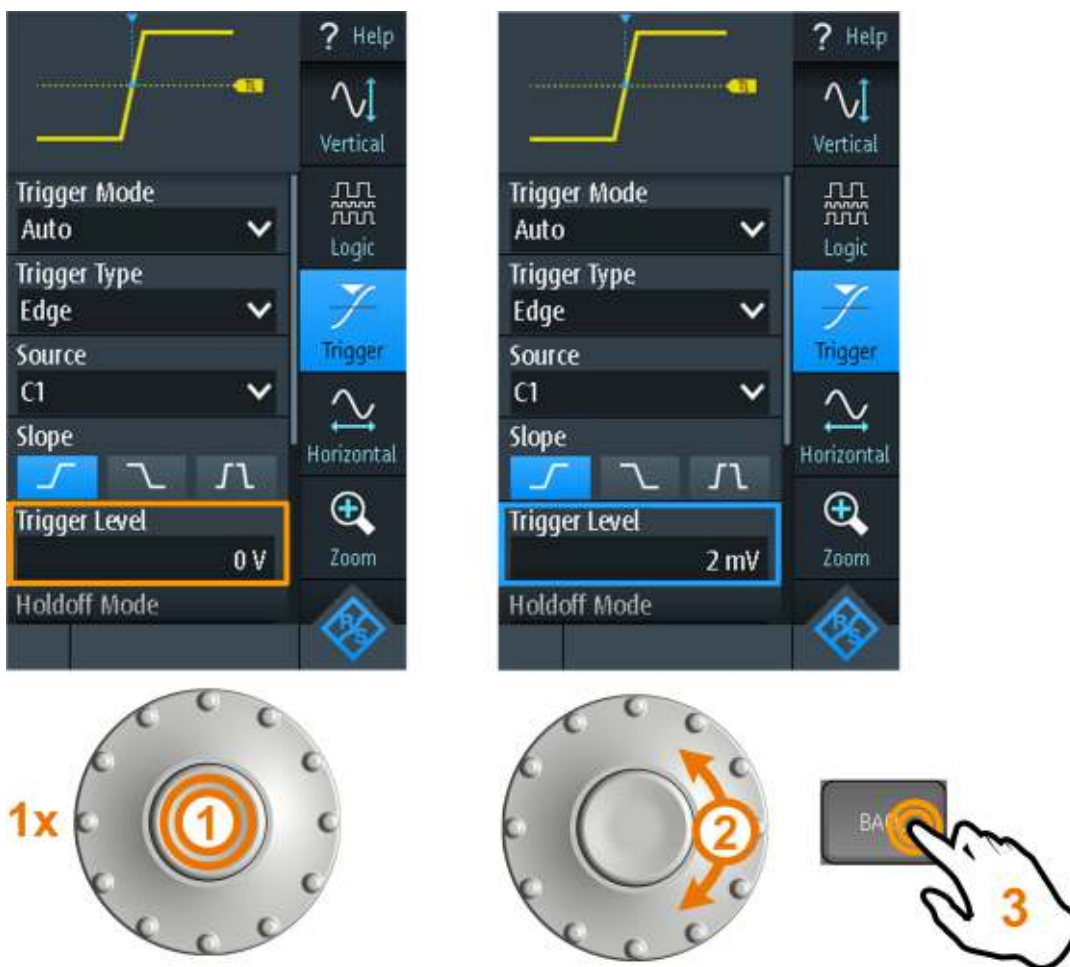 ? Help
Vertical
Trigger Mode
Auto
Logic
Trigger Type
Edge
Source
Trigger
C1
Slope
Horizontal
Trigger Level
0 V
Zoom
Holdoff Mode
R/S
? Help
Vertical
Trigger Mode
Auto
Logic
Trigger Type
Edge
Source
Trigger
C1
Slope
Horizontal
Trigger Level
2 mV
Zoom
Holdoff Mode
R/S
1x
1
2
3